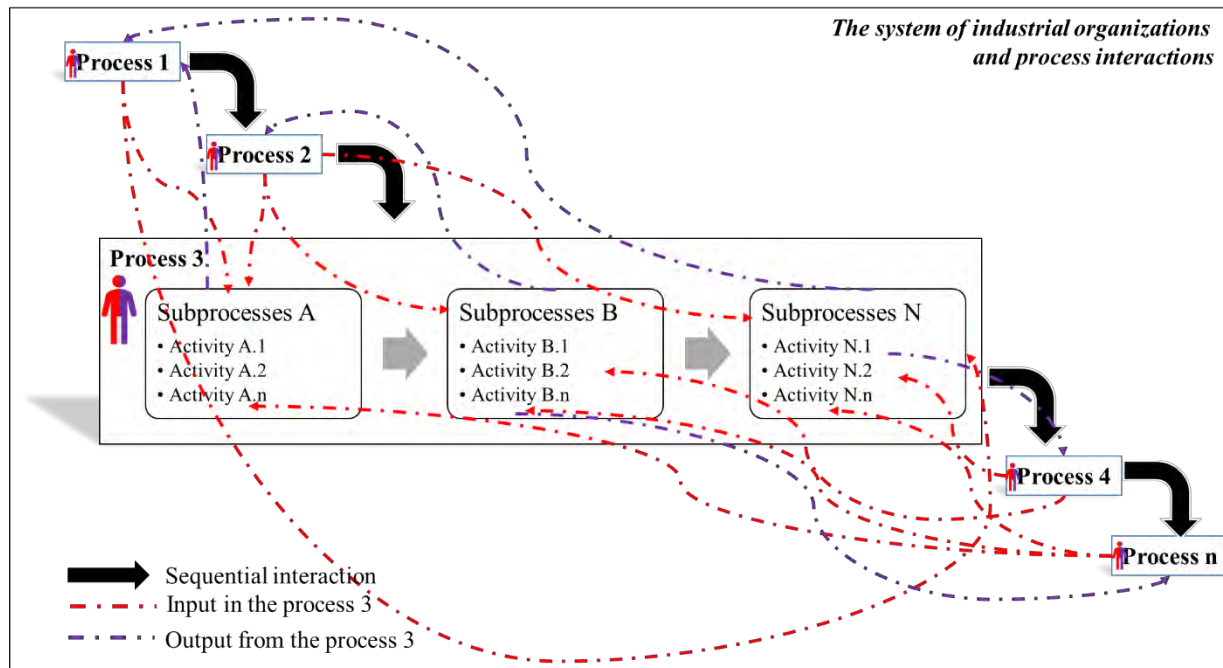 The system of industrial organizations
and process interactions
Process 1
Process 2
Process 3
Subprocesses A
• Activity A.1
• Activity A.2
• Activity A.n
Subprocesses B
• Activity B.1
• Activity B.2
• Activity B.n
Subprocesses N
• Activity N.1
• Activity N.2
• Activity N.n
Process 4
Process n
Sequential interaction
Input in the process 3
Output from the process 3